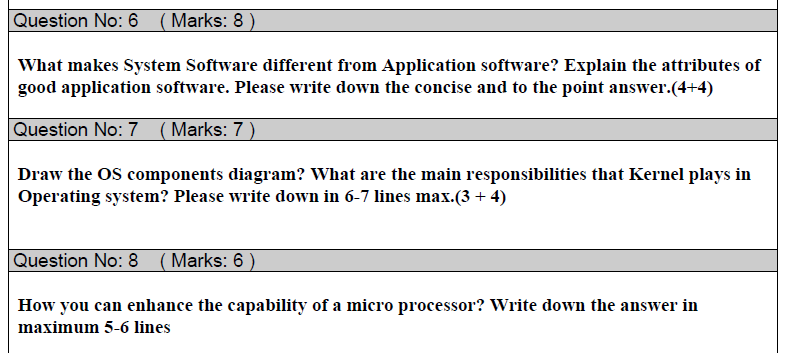 Question No: 6 ( Marks: 8 )
What makes System Software different from Application software? Explain the attributes of
good application software. Please write down the concise and to the point answer.(4+4)
Question No: 7 ( Marks: 7 )
Draw the OS components diagram? What are the main responsibilities that Kernel plays in
Operating system? Please write down in 6-7 lines max.(3 + 4)
Question No: 8 ( Marks: 6 )
How you can enhance the capability of a micro processor? Write down the answer in
maximum 5-6 lines